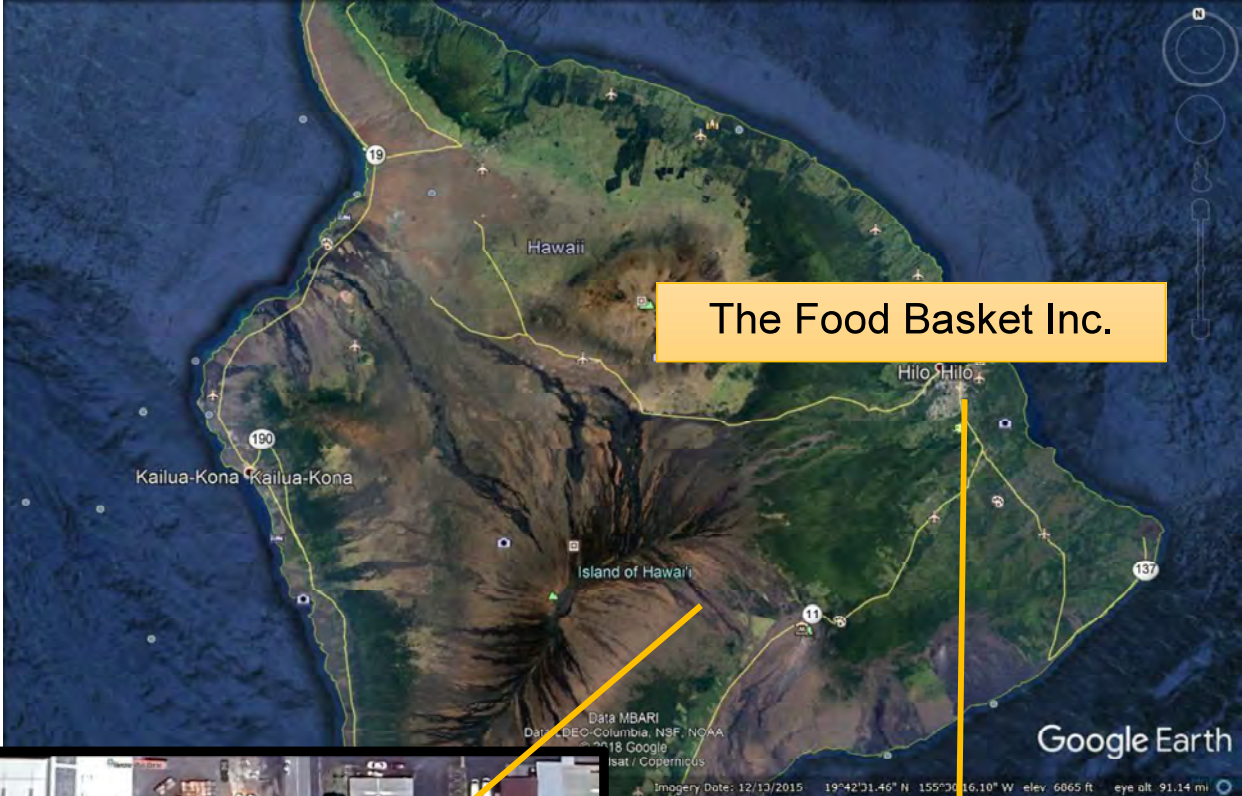 N
19
Hawaii
The Food Basket Inc.
Hilo Hilo
190
Kailua-Kona Kailua-Kona
Island of Hawai'i
137
11
Data MBARI
Data LDEO-Columbia, NSF, NOAA
© 2018 Google
lsat / Copernicus
Google Earth
Imagery Date: 12/13/2015 19°42'31.46" N 155°30'16.10" W elev 6865 ft eye alt 91.14 mi